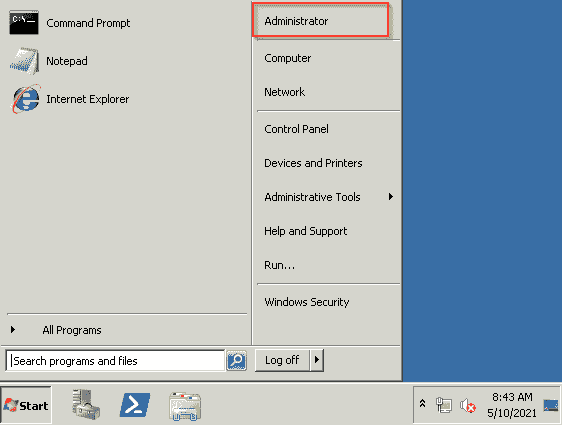 Command Prompt
Notepad
Internet Explorer
All Programs
Search programs and files
Administrator
Computer
Network
Control Panel
Devices and Printers
Administrative Tools
Help and Support
Run...
Windows Security
Log off
Start
8:43 AM
5/10/2021